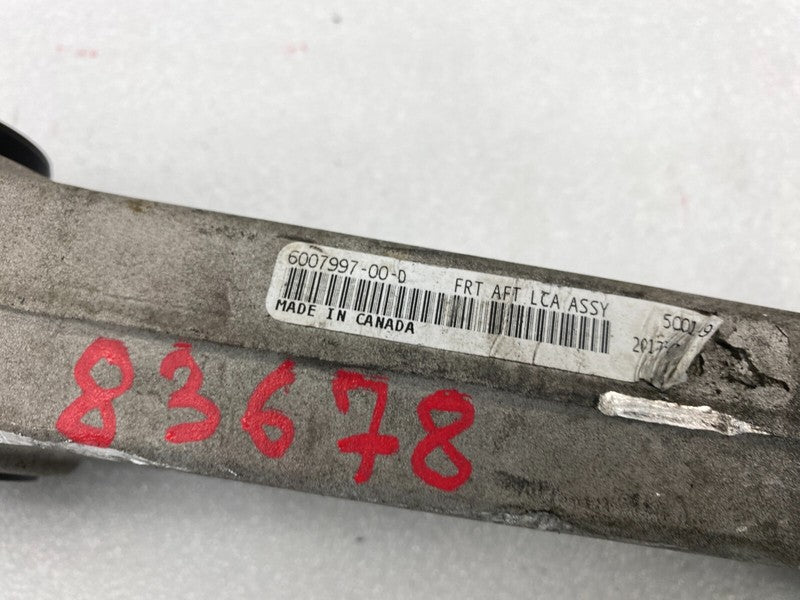 6007997-00-D FRT AFT LCA ASSY
MADE IN CANADA
83678